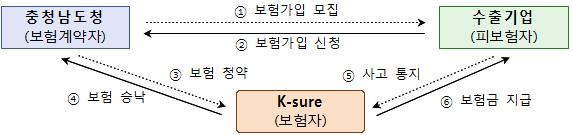 ① 보험가입 모집
충청남도청
(보험계약자)
수출기업
(피보험자)
② 보험가입 신청
③ 보험 청약
⑤ 사고 통지
④ 보험 승낙
⑥ 보험금 지급
K-sure
(보험자)